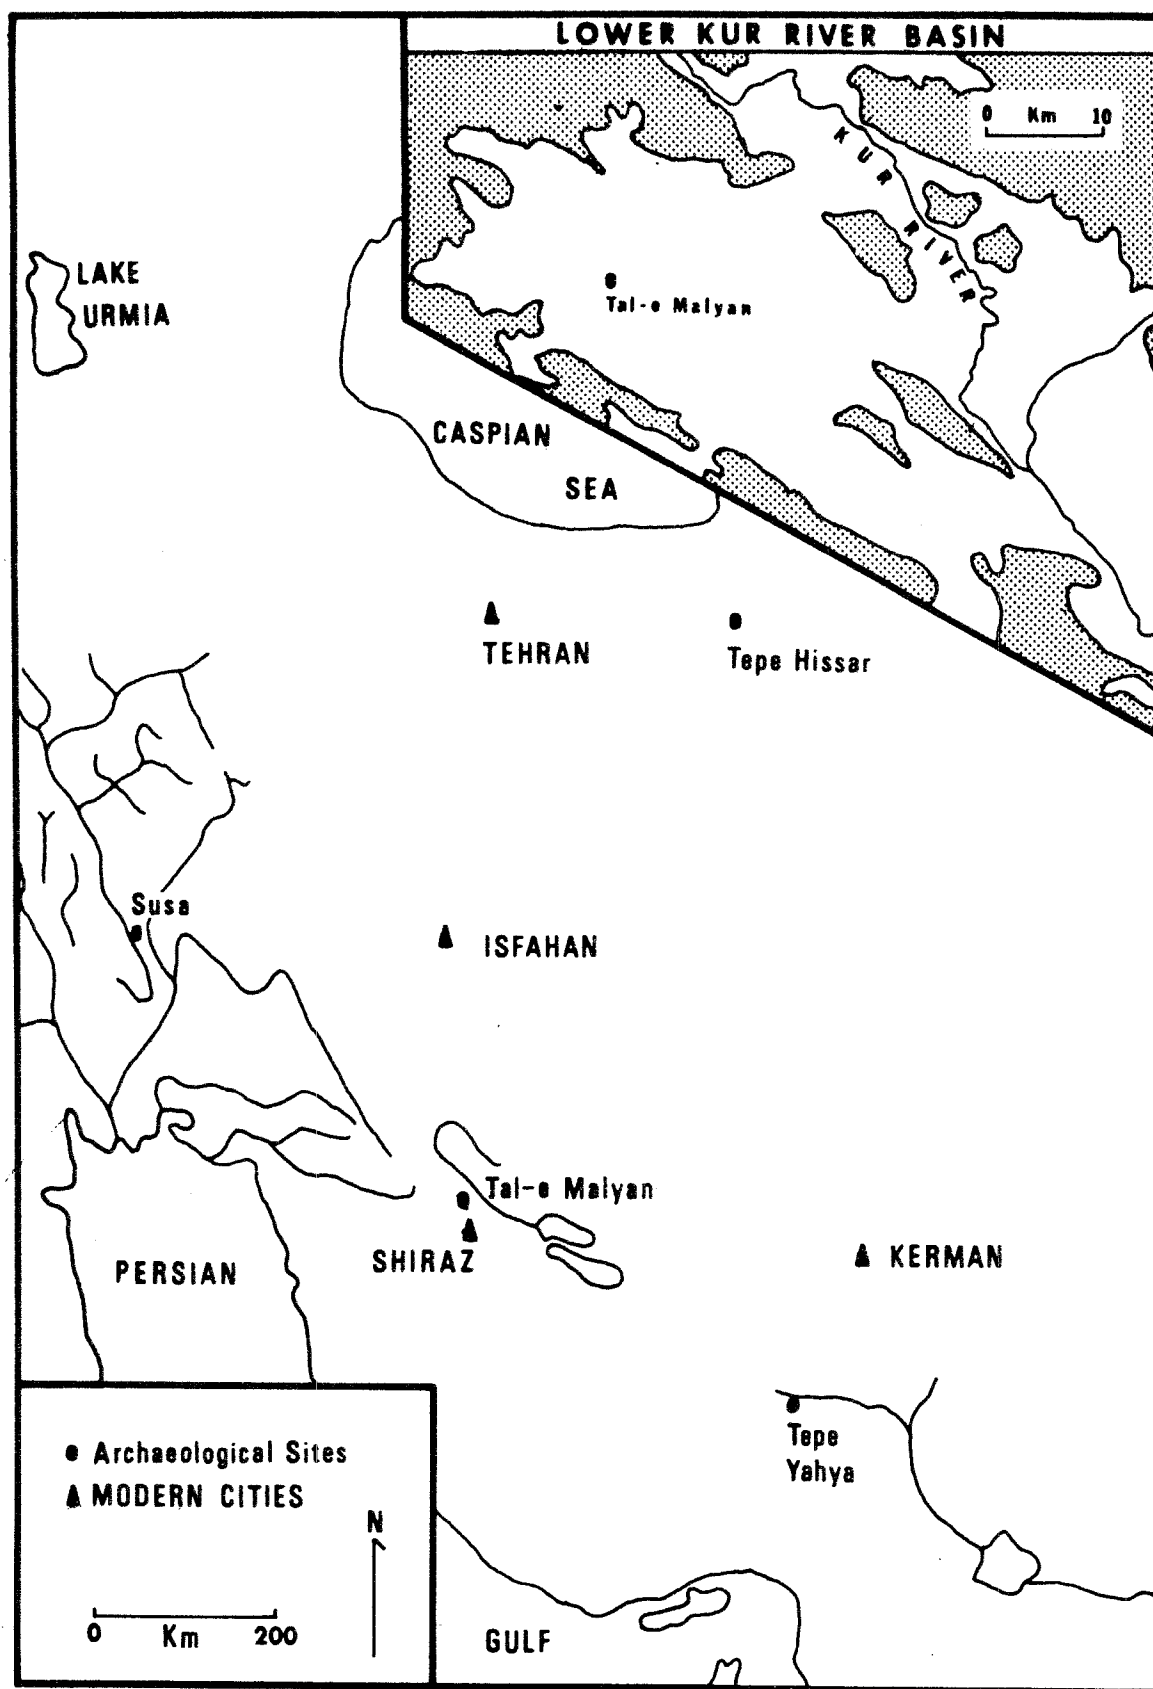 LOWER KUR RIVER BASIN
0 Km 10
KUR RIVER
Tal-e Malyan
LAKE
URMIA
CASPIAN
SEA
TEHRAN
Tepe Hissar
Susa
ISFAHAN
Tal-e Malyan
SHIRAZ
PERSIAN
KERMAN
Tepe
Yahya
Archaeological Sites
MODERN CITIES
N
0 Km 200
GULF